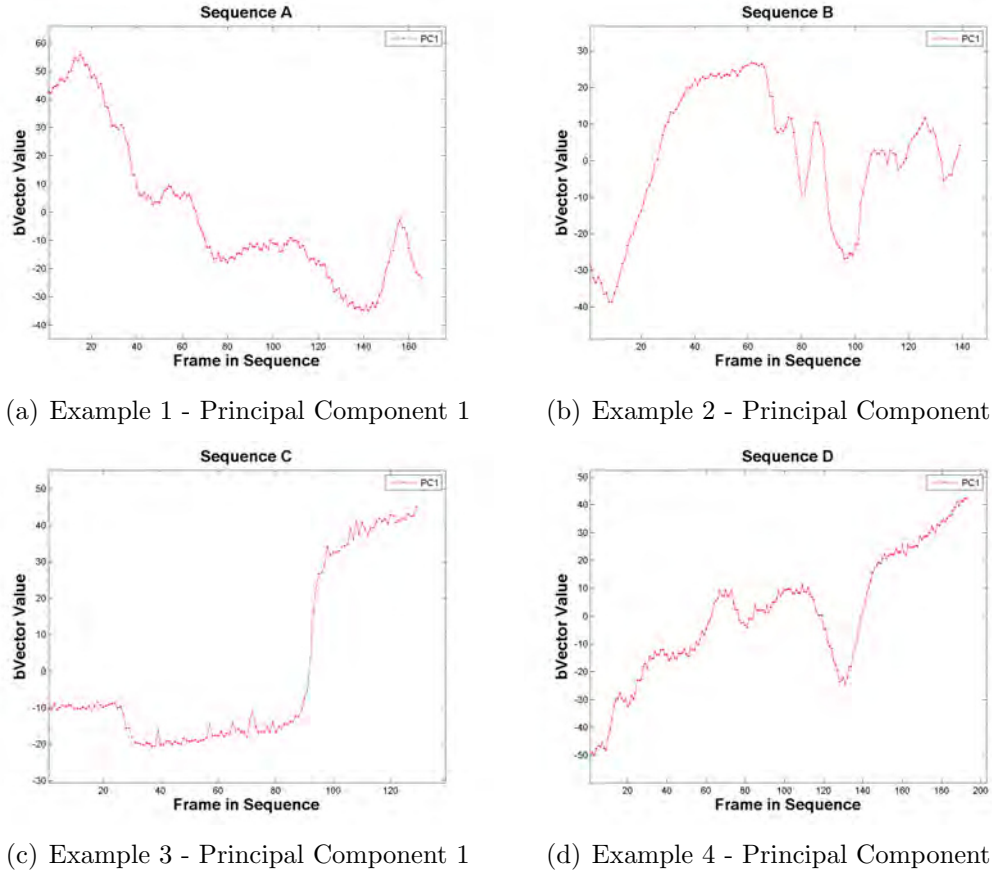 Sequence A
PC1
bVector Value
60
50
40
30
20
10
0
-10
-20
-30
-40
20 40 60 80 100 120 140 160
Frame in Sequence
(a) Example 1 - Principal Component 1
Sequence B
PC1
bVector Value
30
20
10
0
-10
-20
-30
-40
20 40 60 80 100 120 140
Frame in Sequence
(b) Example 2 - Principal Component
Sequence C
PC1
bVector Value
50
40
30
20
10
0
-10
-20
-30
20 40 60 80 100 120
Frame in Sequence
(c) Example 3 - Principal Component 1
Sequence D
PC1
bVector Value
50
40
30
20
10
0
-10
-20
-30
-40
-50
20 40 60 80 100 120 140 160 180 200
Frame in Sequence
(d) Example 4 - Principal Component